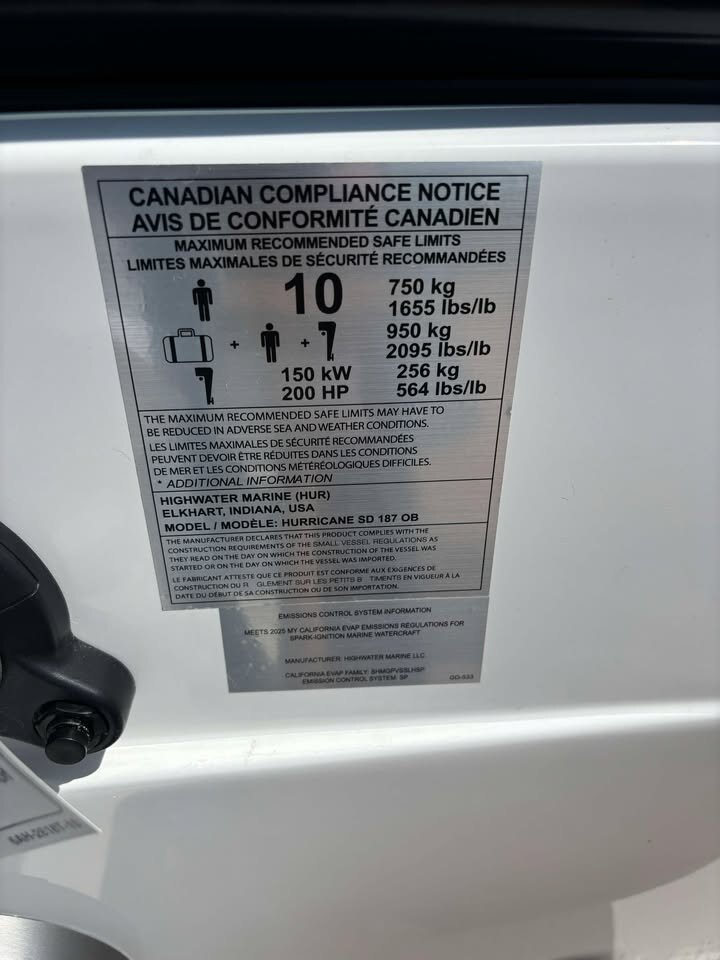 CANADIAN COMPLIANCE NOTICE
AVIS DE CONFORMITÉ CANADIEN
MAXIMUM RECOMMENDED SAFE LIMITS
LIMITES MAXIMALES DE SÉCURITÉ RECOMMANDÉES
10 750 kg
1655 lbs/lb
+ + 950 kg
2095 lbs/lb
150 kW 256 kg
200 HP 564 lbs/lb
THE MAXIMUM RECOMMENDED SAFE LIMITS MAY HAVE TO
BE REDUCED IN ADVERSE SEA AND WEATHER CONDITIONS.
LES LIMITES MAXIMALES DE SÉCURITÉ RECOMMANDÉES
PEUVENT DEVOIR ÊTRE RÉDUITES DANS LES CONDITIONS
DE MER ET LES CONDITIONS MÉTÉOROLOGIQUES DIFFICILES.
* ADDITIONAL INFORMATION
HIGHWATER MARINE (HUR)
ELKHART, INDIANA, USA
MODEL / MODÈLE: HURRICANE SD 187 OB
THE MANUFACTURER DECLARES THAT THIS PRODUCT COMPLIES WITH THE
CONSTRUCTION REQUIREMENTS OF THE SMALL VESSEL REGULATIONS AS
THEY READ ON THE DAY ON WHICH THE CONSTRUCTION OF THE VESSEL WAS
STARTED OR ON THE DAY ON WHICH THE VESSEL WAS IMPORTED.
LE FABRICANT ATTESTE QUE CE PRODUIT EST CONFORME AUX EXIGENCES DE
CONSTRUCTION DU R GLEMENT SUR LES PETITS B TIMENTS EN VIGUEUR À LA
DATE DU DÉBUT DE SA CONSTRUCTION OU DE SON IMPORTATION.
EMISSIONS CONTROL SYSTEM INFORMATION
MEETS 2025 MY CALIFORNIA EVAP EMISSIONS REGULATIONS FOR
SPARK-IGNITION MARINE WATERCRAFT
MANUFACTURER: HIGHWATER MARINE LLC.
CALIFORNIA EVAP FAMILY: SHMGPVSSLHSP
EMISSION CONTROL SYSTEM: SP GD-533